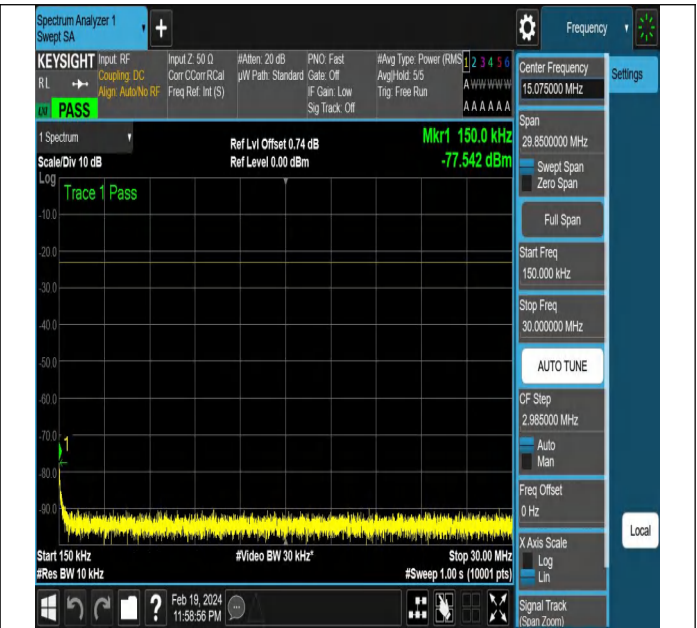 Spectrum Analyzer 1
Swept SA
+
Frequency
KEYSIGHT
RL
PASS
Input: RF
Coupling: DC
Align: Auto/No RF
Input Z: 50 Ω
Corr CCorr RCal
Freq Ref: Int (S)
#Atten: 20 dB
µW Path: Standard
PNO: Fast
Gate: Off
IF Gain: Low
Sig Track: Off
#Avg Type: Power (RMS
Avg|Hold: 5/5
Trig: Free Run
1 2 3 4 5 6
A W W W W W
A A A A A A
1 Spectrum
Scale/Div 10 dB
Ref Lvl Offset 0.74 dB
Ref Level 0.00 dBm
Mkr1 150.0 kHz
-77.542 dBm
Log
Trace 1 Pass
-10.0
-20.0
-30.0
-40.0
-50.0
-60.0
-70.0
1
-80.0
-90.0
Start 150 kHz
#Video BW 30 kHz*
Stop 30.00 MHz
#Res BW 10 kHz
#Sweep 1.00 s (10001 pts)
?
Feb 19, 2024
11:58:56 PM
Center Frequency
15.075000 MHz
Settings
Span
29.8500000 MHz
Swept Span
Zero Span
Full Span
Start Freq
150.000 kHz
Stop Freq
30.000000 MHz
AUTO TUNE
CF Step
2.985000 MHz
Auto
Man
Freq Offset
0 Hz
Local
X Axis Scale
Log
Lin
Signal Track
(Span Zoom)